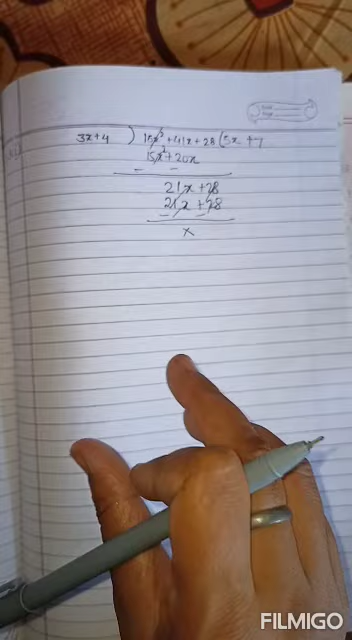 3x+4 ) 15x² + 41x + 28 ( 5x + 7
15x² + 20x
- -
21x + 28
21x + 28
- -
x
FILMIGO